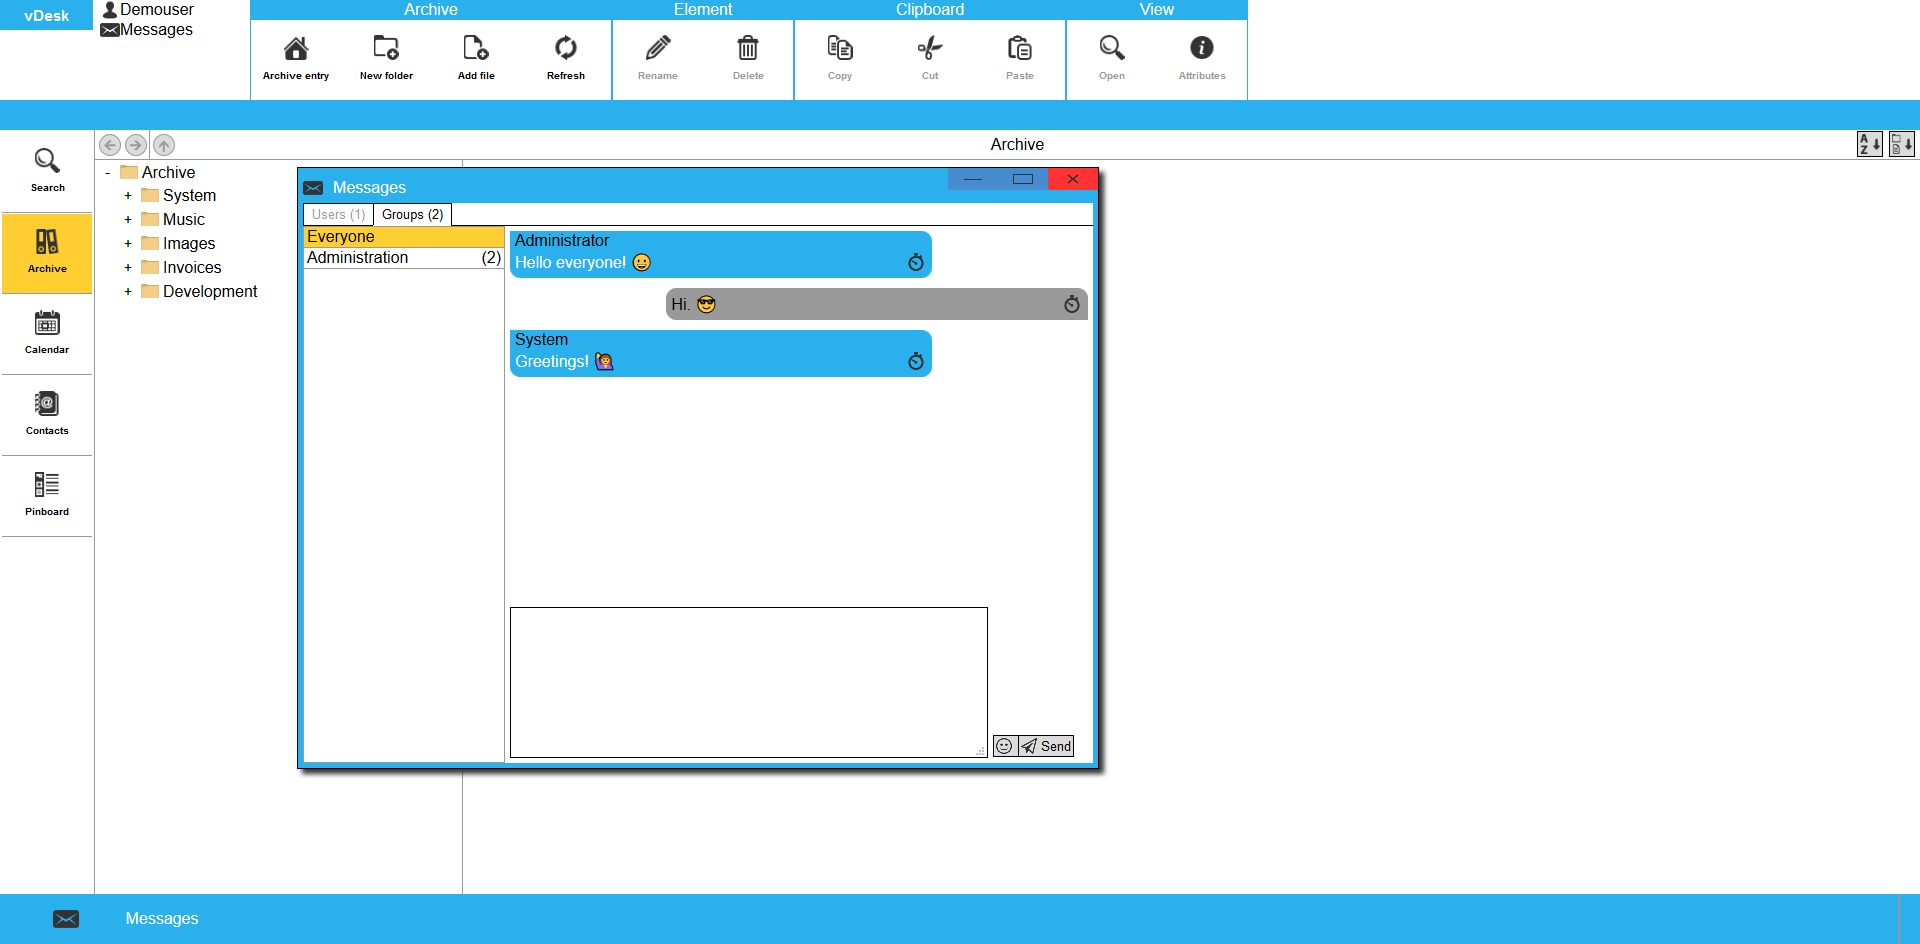 vDesk
Demouser
Messages
Archive
Element
Clipboard
View
Archive entry
New folder
Add file
Refresh
Rename
Delete
Copy
Cut
Paste
Open
Attributes
Archive
Search
Archive
Calendar
Contacts
Pinboard
- Archive
+ System
+ Music
+ Images
+ Invoices
+ Development
Messages
Users (1)
Groups (2)
Everyone
Administration (2)
Administrator
Hello everyone! 😀
Hi. 😎
System
Greetings! 🙋
Send
A
Z
Messages